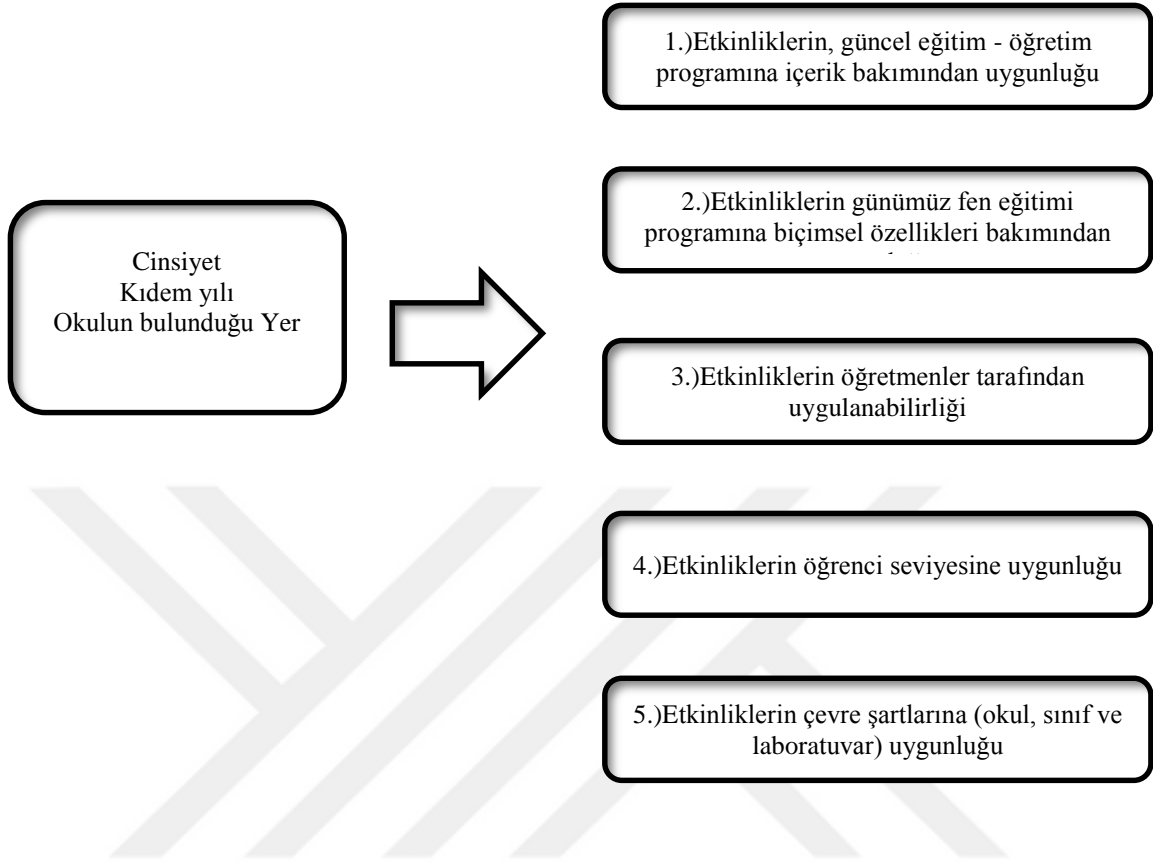 Cinsiyet
Kıdem yılı
Okulun bulunduğu Yer
1.)Etkinliklerin, güncel eğitim - öğretim
programına içerik bakımından uygunluğu
2.)Etkinliklerin günümüz fen eğitimi
programına biçimsel özellikleri bakımından
3.)Etkinliklerin öğretmenler tarafından
uygulanabilirliği
4.)Etkinliklerin öğrenci seviyesine uygunluğu
5.)Etkinliklerin çevre şartlarına (okul, sınıf ve
laboratuvar) uygunluğu